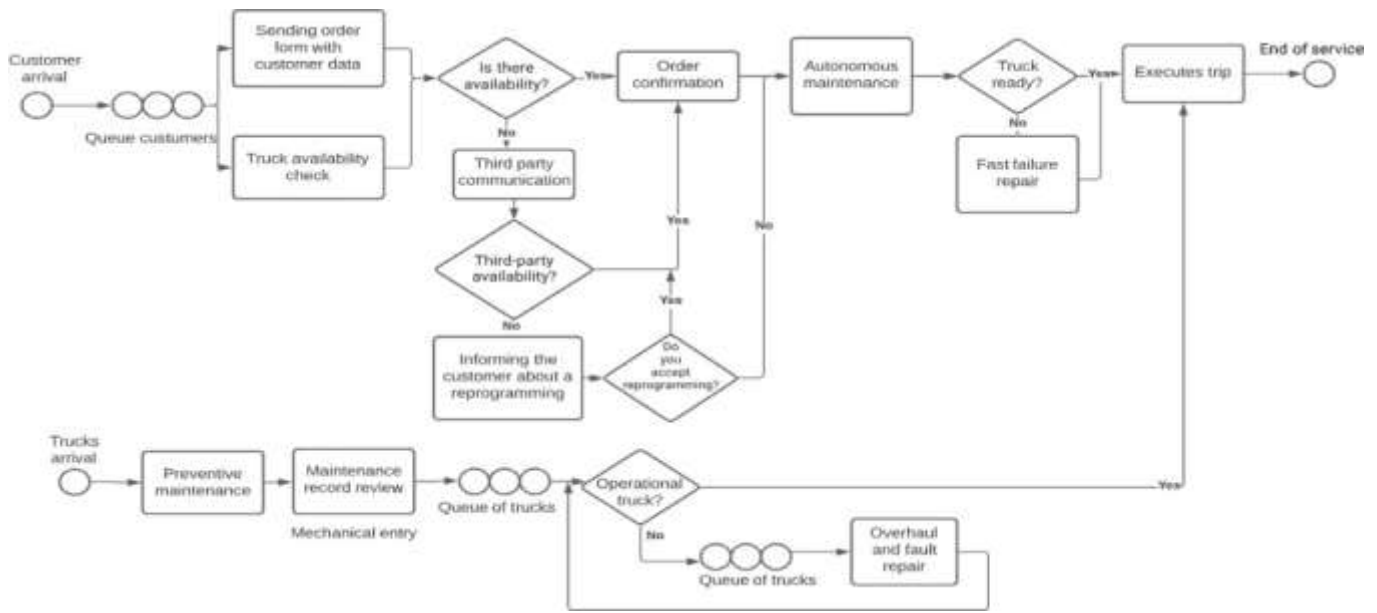 Customer
arrival
Queue custumers
Sending order
form with
customer data
Truck availability
check
Is there
availability?
Yes
No
Third party
communication
Third-party
availability?
Yes
No
Informing the
customer about a
reprogramming
Do
you
accept
reprogramming?
Yes
No
Order
confirmation
Autonomous
maintenance
Truck
ready?
Yes
No
Fast failure
repair
Executes trip
End of service
Trucks
arrival
Preventive
maintenance
Maintenance
record review
Mechanical entry
Queue of trucks
Operational
truck?
Yes
No
Queue of trucks
Overhaul
and fault
repair